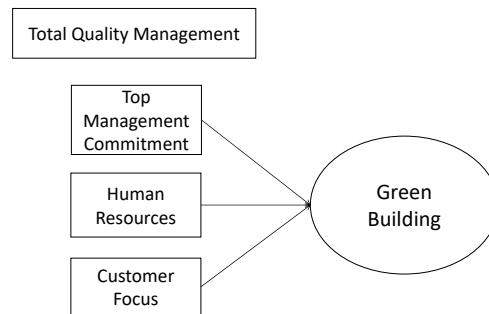 Total Quality Management
Top
Management
Commitment
Human
Resources
Customer
Focus
Green
Building